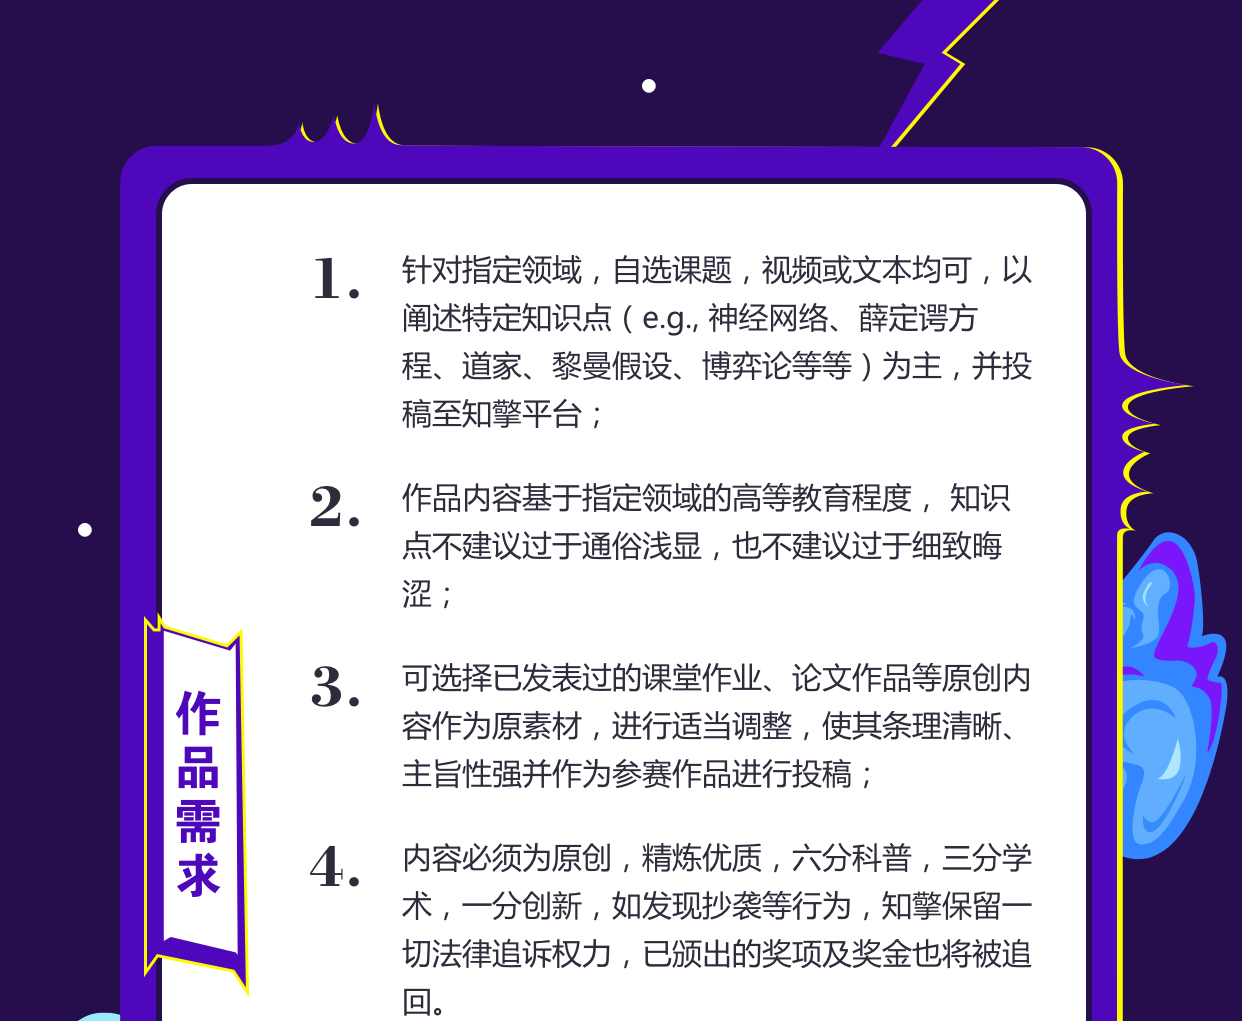 1.
针对指定领域，自选课题，视频或文本均可，以
阐述特定知识点（e.g., 神经网络、薛定谔方
程、道家、黎曼假设、博弈论等等）为主，并投
稿至知擎平台；
2.
作品内容基于指定领域的高等教育程度， 知识
点不建议过于通俗浅显，也不建议过于细致晦
涩；
3.
可选择已发表过的课堂作业、论文作品等原创内
容作为原素材，进行适当调整，使其条理清晰、
主旨性强并作为参赛作品进行投稿；
作品需求
4.
内容必须为原创，精炼优质，六分科普，三分学
术，一分创新，如发现抄袭等行为，知擎保留一
切法律追诉权力，已颁出的奖项及奖金也将被追
回。